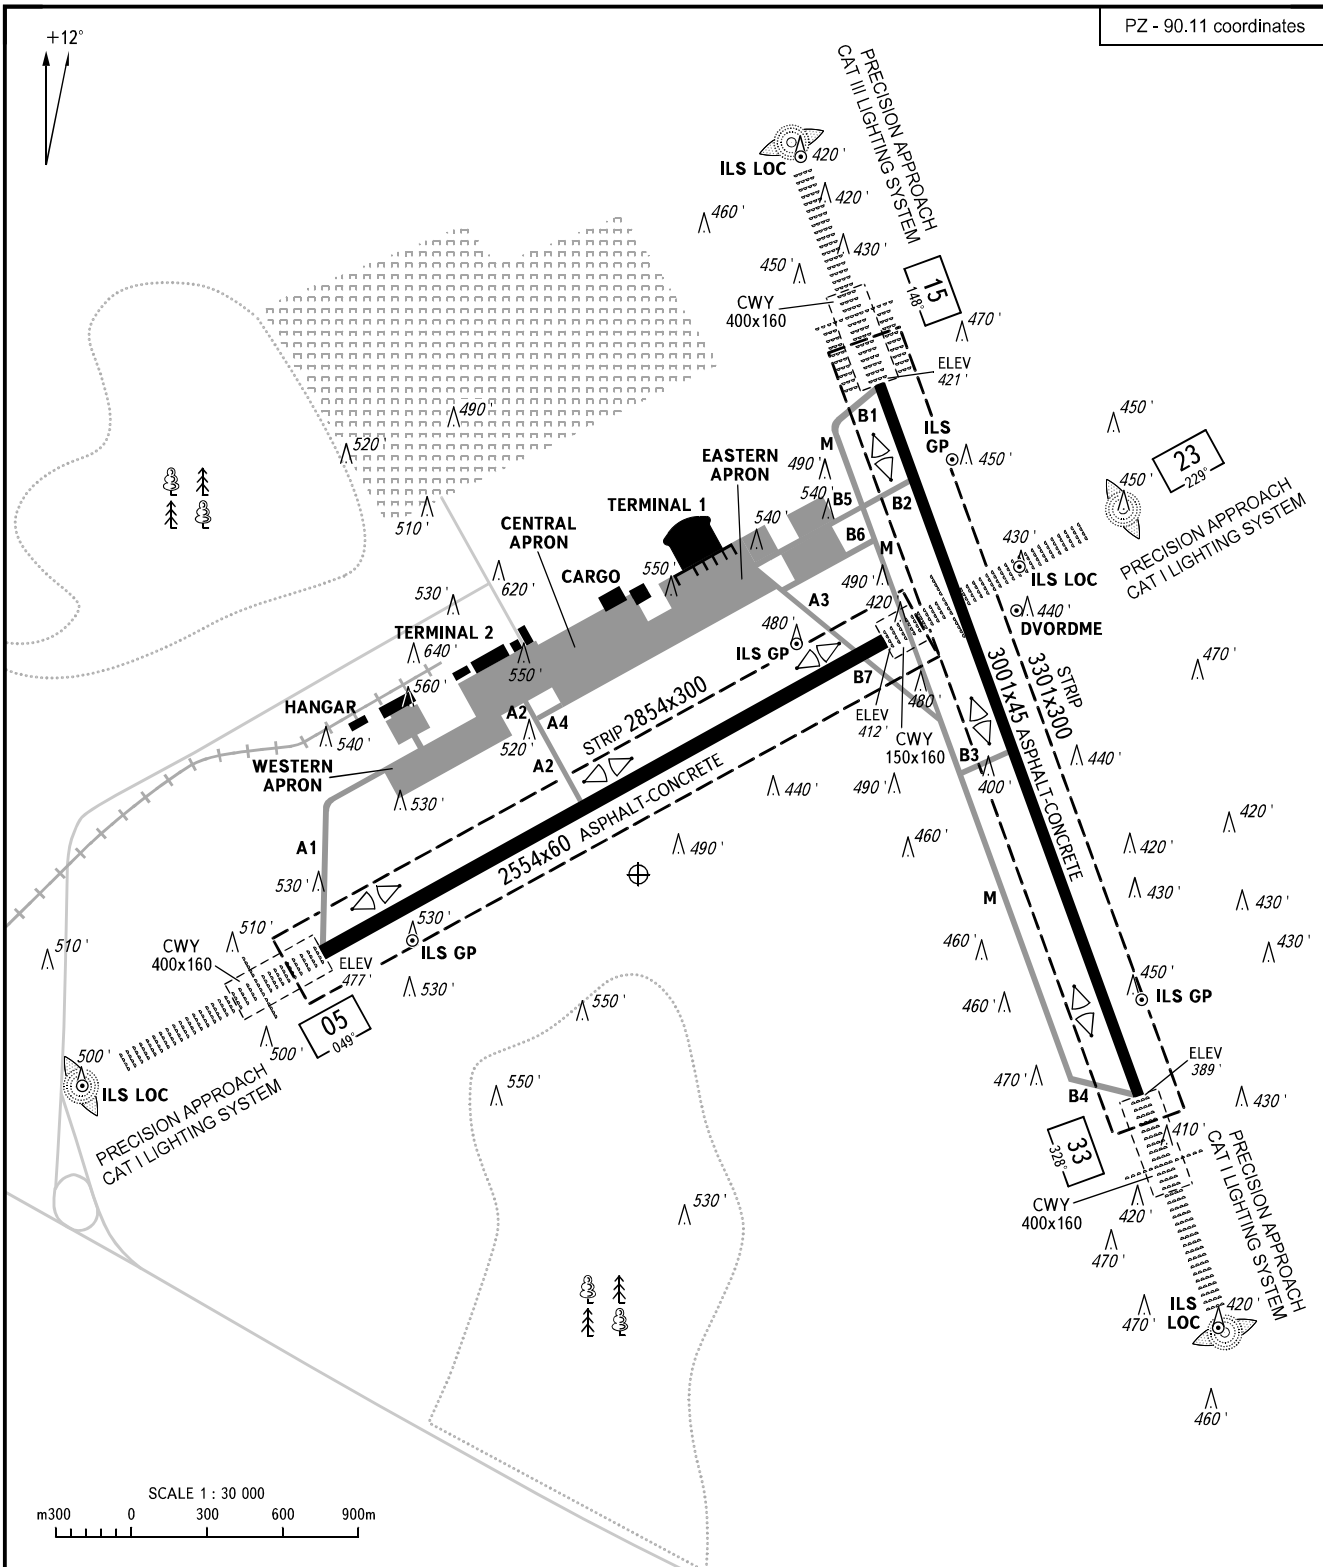 PZ - 90.11 coordinates
+12°
PRECISION APPROACH
CAT III LIGHTING SYSTEM
420'
ILS LOC
420'
460'
430'
450'
15
148°
CWY
400x160
470'
ELEV
421'
490'
520'
B1
ILS
GP
450'
450'
23
229°
450'
PRECISION APPROACH
CAT I LIGHTING SYSTEM
M
EASTERN
APRON
490'
TERMINAL 1
540'
B5
B2
510'
CENTRAL
APRON
540'
B6
M
430'
ILS LOC
CARGO
550'
490'
620'
530'
A3
420'
440'
DVORDME
TERMINAL 2
640'
480'
ILS GP
550'
560'
B7
480'
470'
STRIP
3301x300
3001x45 ASPHALT-CONCRETE
HANGAR
540'
A2
A4
520'
STRIP 2854x300
ELEV
412'
CWY
150x160
B3
440'
400'
WESTERN
APRON
A2
530'
440'
490'
2554x60 ASPHALT-CONCRETE
A1
490'
460'
420'
420'
530'
430'
430'
M
530'
ILS GP
510'
510'
CWY
400x160
460'
430'
ELEV
477'
530'
450'
ILS GP
460'
550'
05
049°
500'
500'
ILS LOC
ELEV
389'
PRECISION APPROACH
CAT I LIGHTING SYSTEM
550'
470'
B4
430'
33
328°
410'
PRECISION APPROACH
CAT I LIGHTING SYSTEM
CWY
400x160
420'
530'
470'
ILS
LOC
420'
470'
460'
SCALE 1 : 30 000
m300 0 300 600 900m